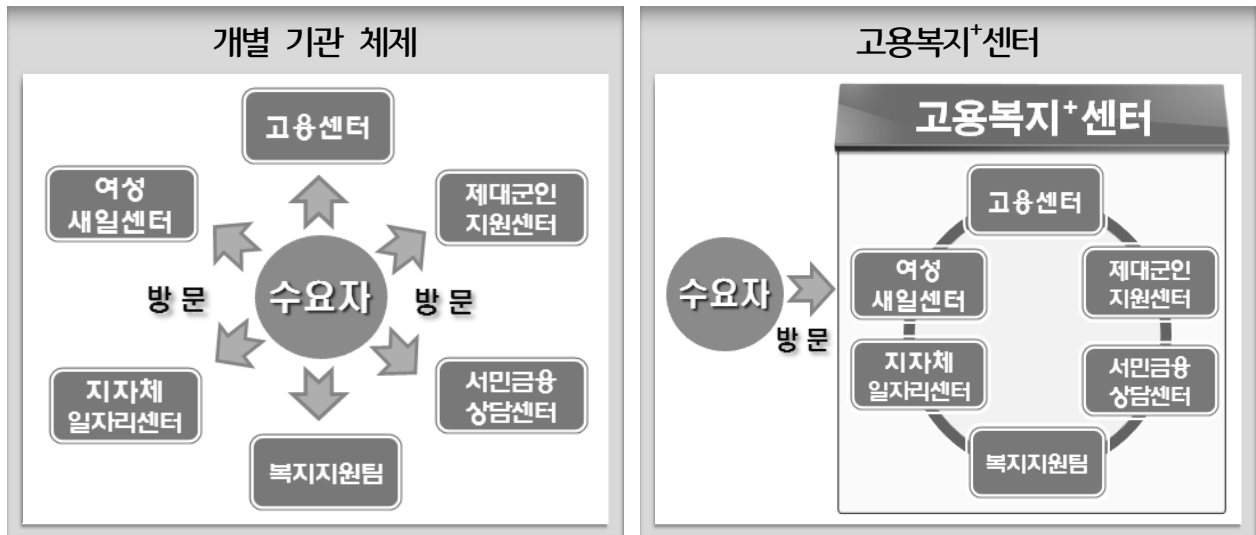 개별 기관 체제
고용센터
여성
새일센터
제대군인
지원센터
수요자
방문
방문
지자체
일자리센터
서민금융
상담센터
복지지원팀
고용복지+센터
고용복지+센터
고용센터
여성
새일센터
제대군인
지원센터
수요자
방문
지자체
일자리센터
서민금융
상담센터
복지지원팀